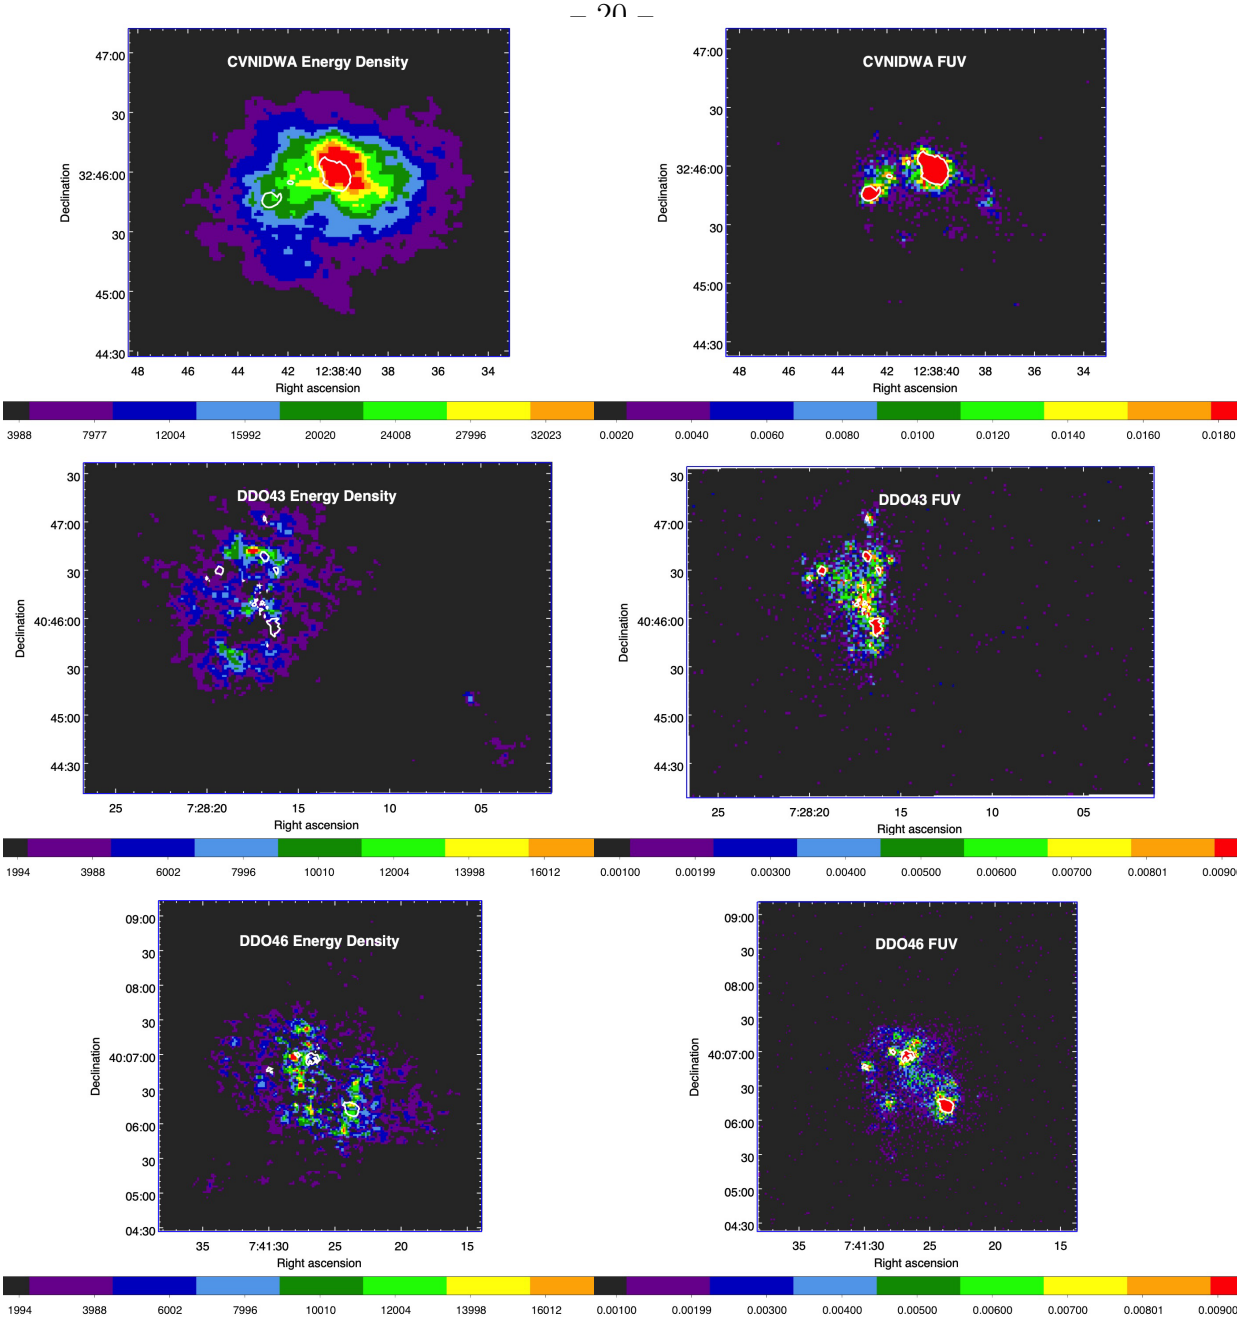 – 20 –
CVNIDWA Energy Density
CVNIDWA FUV
47:00
30
32:46:00
30
45:00
44:30
Declination
48 46 44 42 12:38:40 38 36 34
Right ascension
47:00
30
32:46:00
30
45:00
44:30
Declination
48 46 44 42 12:38:40 38 36 34
Right ascension
3988 7977 12004 15992 20020 24008 27996 32023
0.0020 0.0040 0.0060 0.0080 0.0100 0.0120 0.0140 0.0160 0.0180
DDO43 Energy Density
DDO43 FUV
30
47:00
30
40:46:00
30
45:00
44:30
Declination
25 7:28:20 15 10 05
Right ascension
30
47:00
30
40:46:00
30
45:00
44:30
Declination
25 7:28:20 15 10 05
Right ascension
1994 3988 6002 7996 10010 12004 13998 16012
0.00100 0.00199 0.00300 0.00400 0.00500 0.00600 0.00700 0.00801 0.0090
DDO46 Energy Density
DDO46 FUV
09:00
30
08:00
30
40:07:00
30
06:00
30
05:00
04:30
Declination
35 7:41:30 25 20 15
Right ascension
09:00
30
08:00
30
40:07:00
30
06:00
30
05:00
04:30
Declination
35 7:41:30 25 20 15
Right ascension
1994 3988 6002 7996 10010 12004 13998 16012
0.00100 0.00199 0.00300 0.00400 0.00500 0.00600 0.00700 0.00801 0.00900